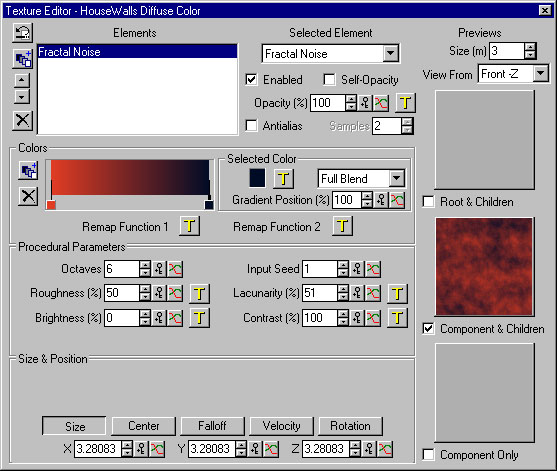 Texture Editor - HouseWalls Diffuse Color
Elements
Fractal Noise
Selected Element
Fractal Noise
Enabled
Self-Opacity
Opacity (%) 100 T
Antialias
Samples 2
Previews
Size (m) 3
View From Front -Z
Root & Children
Component & Children
Component Only
Colors
Selected Color
T
Full Blend
Gradient Position (%) 100
Remap Function 1 T
Remap Function 2 T
Procedural Parameters
Octaves 6
Input Seed 1
Roughness (%) 50 T
Lacunarity (%) 51 T
Brightness (%) 0 T
Contrast (%) 100 T
Size & Position
Size Center Falloff Velocity Rotation
X 3.28083 Y 3.28083 Z 3.28083